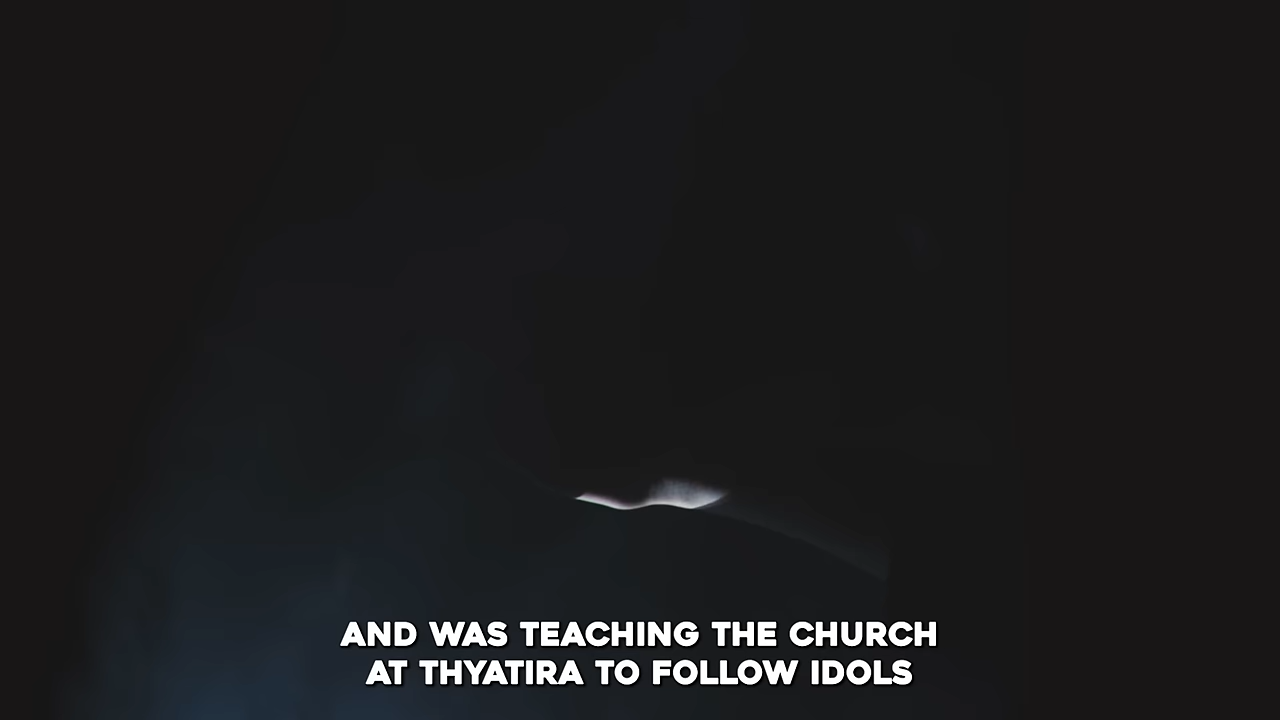 AND WAS TEACHING THE CHURCH
AT THYATIRA TO FOLLOW IDOLS